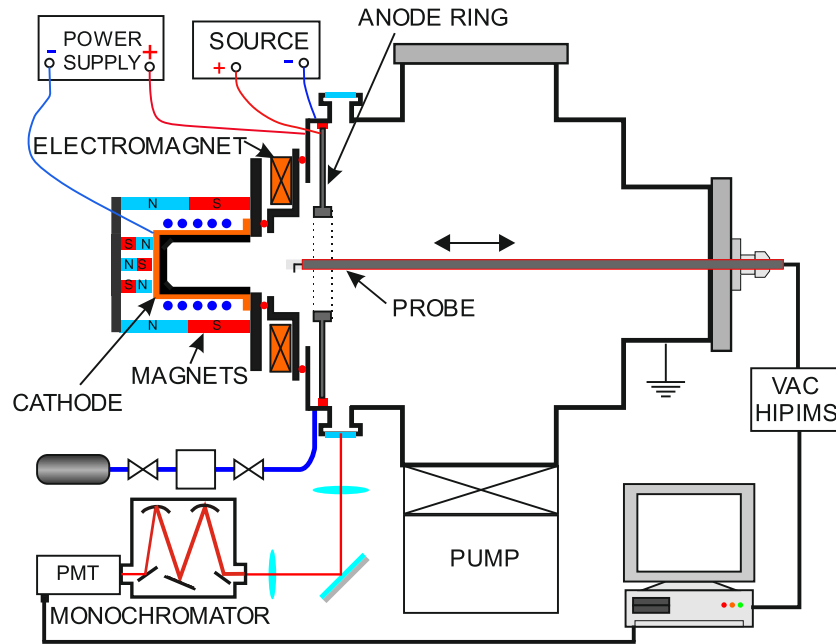 ANODE RING
POWER
SUPPLY
- +
SOURCE
+ -
ELECTROMAGNET
N S
S N
N S
S N
N S
PROBE
MAGNETS
CATHODE
VAC
HIPIMS
PUMP
PMT
MONOCHROMATOR